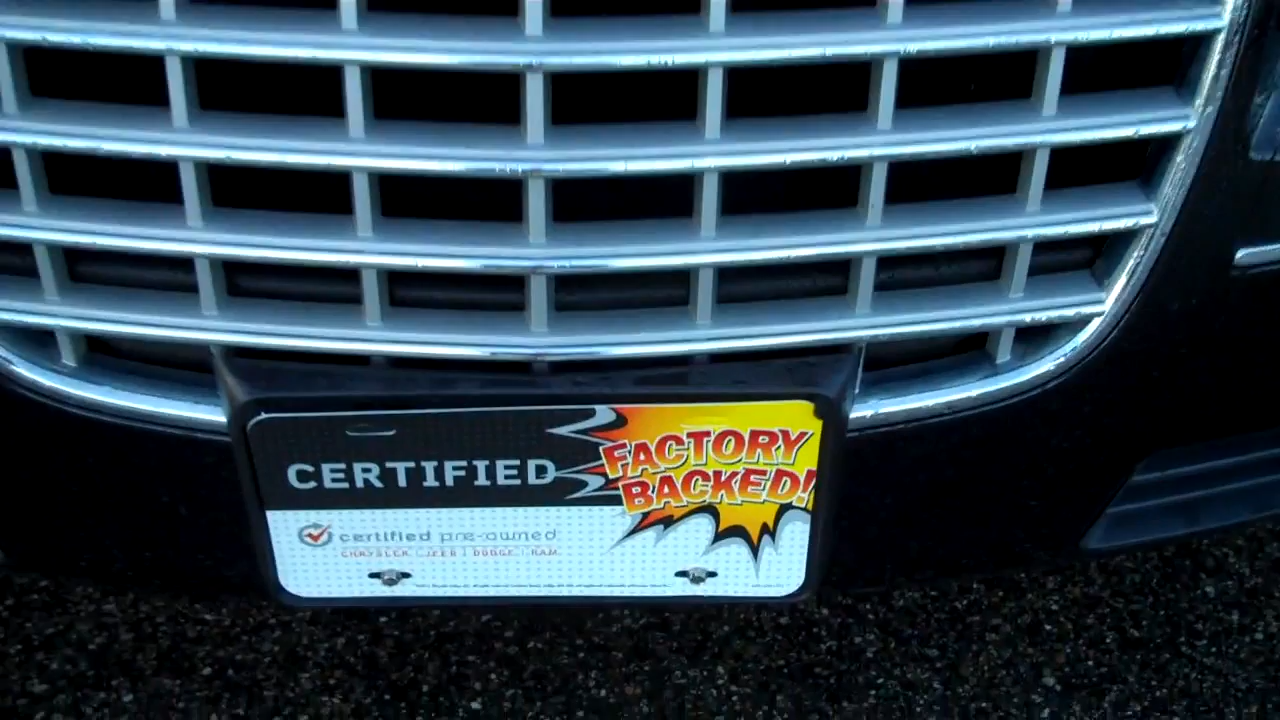 CERTIFIED
FACTORY
BACKED!
certified pre-owned
CHRYSLER | JEEP | DODGE | RAM